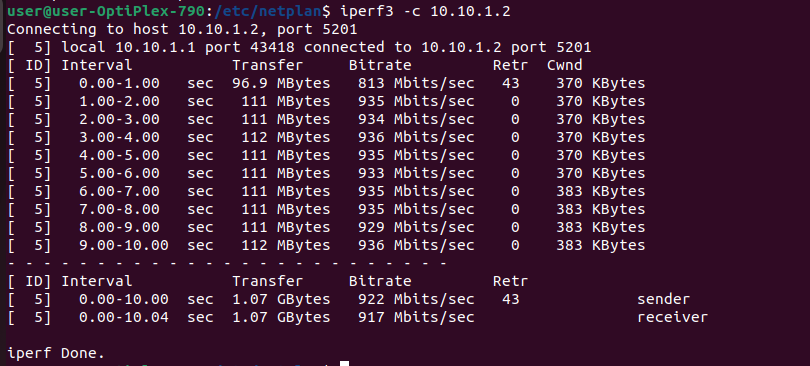 user@user-OptiPlex-790:/etc/netplan$ iperf3 -c 10.10.1.2
Connecting to host 10.10.1.2, port 5201
[  5] local 10.10.1.1 port 43418 connected to 10.10.1.2 port 5201
[ ID] Interval           Transfer     Bitrate         Retr  Cwnd
[  5]   0.00-1.00   sec  96.9 MBytes   813 Mbits/sec   43    370 KBytes
[  5]   1.00-2.00   sec   111 MBytes   935 Mbits/sec    0    370 KBytes
[  5]   2.00-3.00   sec   111 MBytes   934 Mbits/sec    0    370 KBytes
[  5]   3.00-4.00   sec   112 MBytes   936 Mbits/sec    0    370 KBytes
[  5]   4.00-5.00   sec   111 MBytes   935 Mbits/sec    0    370 KBytes
[  5]   5.00-6.00   sec   111 MBytes   933 Mbits/sec    0    370 KBytes
[  5]   6.00-7.00   sec   111 MBytes   935 Mbits/sec    0    383 KBytes
[  5]   7.00-8.00   sec   111 MBytes   935 Mbits/sec    0    383 KBytes
[  5]   8.00-9.00   sec   111 MBytes   929 Mbits/sec    0    383 KBytes
[  5]   9.00-10.00  sec   112 MBytes   936 Mbits/sec    0    383 KBytes
- - - - - - - - - - - - - - - - - - - - - - - - -
[ ID] Interval           Transfer     Bitrate         Retr
[  5]   0.00-10.00  sec  1.07 GBytes   922 Mbits/sec   43             sender
[  5]   0.00-10.04  sec  1.07 GBytes   917 Mbits/sec                  receiver
iperf Done.